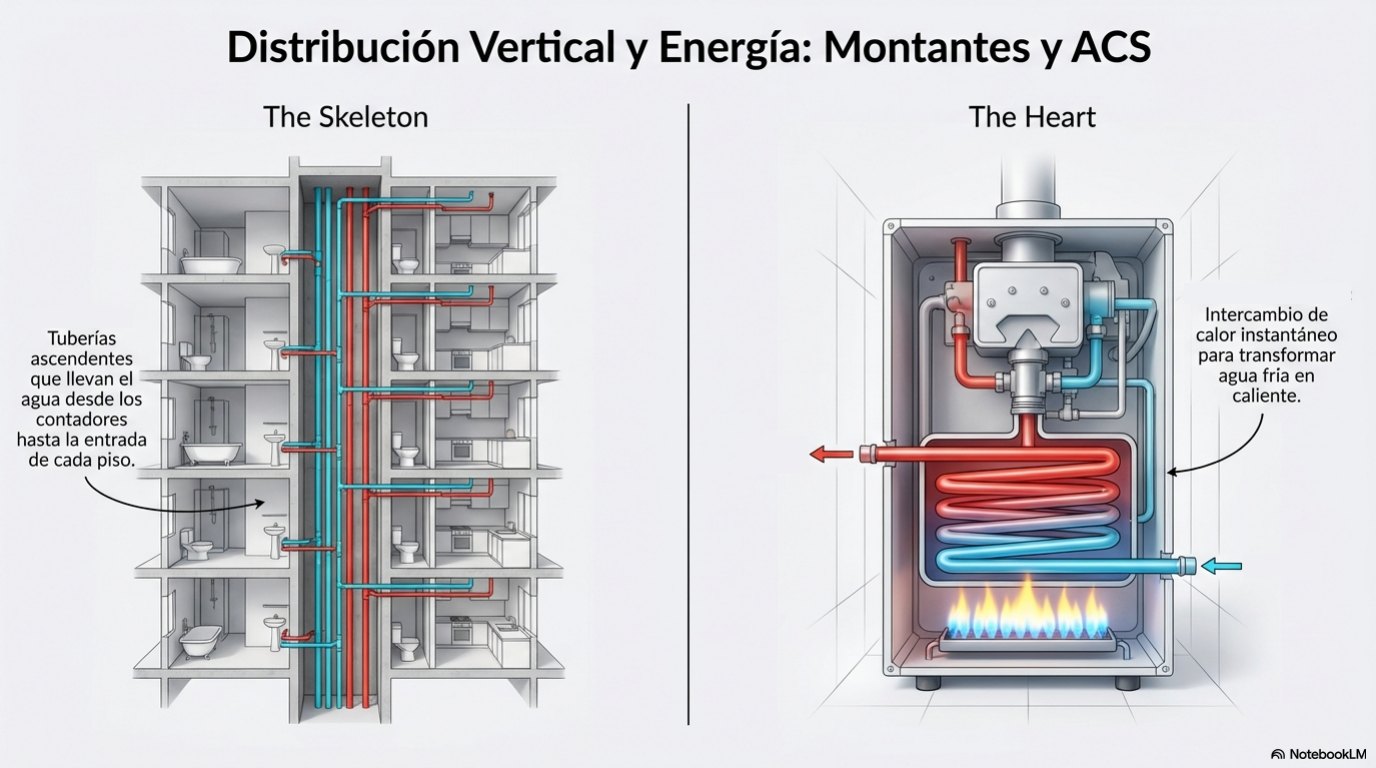 Distribución Vertical y Energía: Montantes y ACS
The Skeleton
Tuberías
ascendentes
que llevan el
agua desde los
contadores
hasta la entrada
de cada piso.
The Heart
Intercambio de
calor instantáneo
para transformar
agua fría en
caliente.
NotebookLM